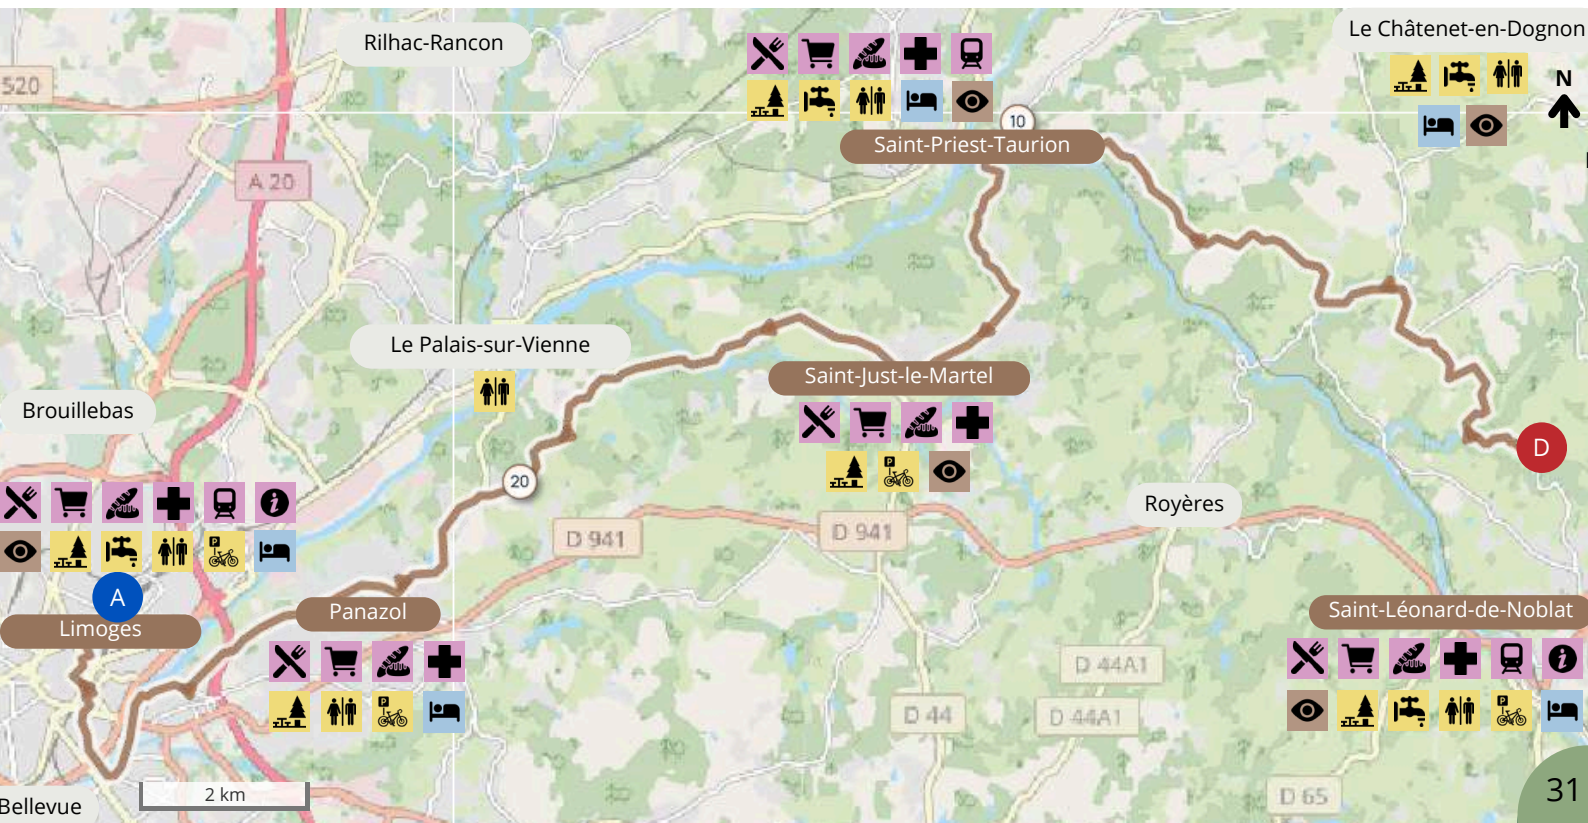 Rilhac-Rancon
Le Châtenet-en-Dognon
520
N
10
Saint-Priest-Taurion
A 20
Le Palais-sur-Vienne
Saint-Just-le-Martel
Brouillebas
P
D
20
Royères
D 941
D 941
P
A
Limoges
Panazol
Saint-Léonard-de-Noblat
D 44A1
P
P
D 44
D 44A1
2 km
Bellevue
D 65
31